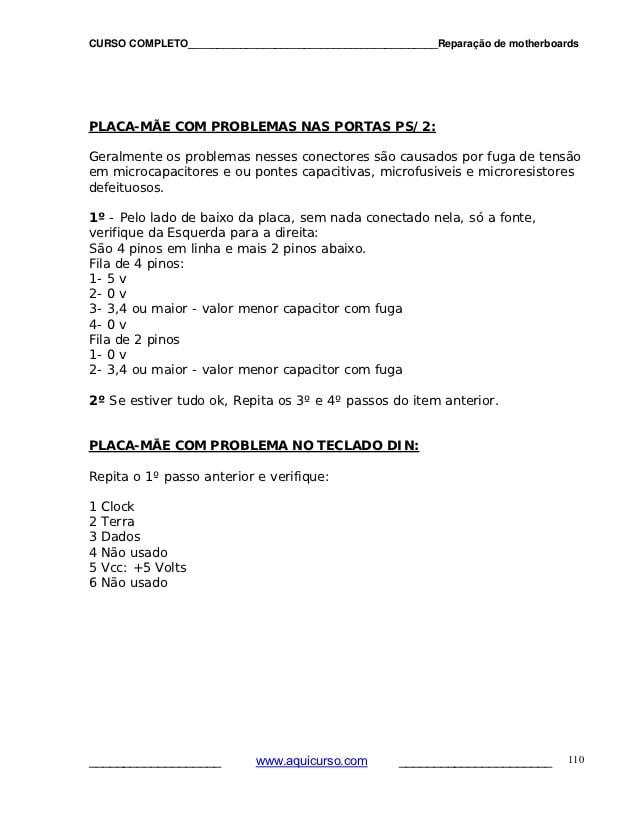 CURSO COMPLETO__________________________________________Reparação de motherboards
PLACA-MÃE COM PROBLEMAS NAS PORTAS PS/2:
Geralmente os problemas nesses conectores são causados por fuga de tensão
em microcapacitores e ou pontes capacitivas, microfusiveis e microresistores
defeituosos.
1º - Pelo lado de baixo da placa, sem nada conectado nela, só a fonte,
verifique da Esquerda para a direita:
São 4 pinos em linha e mais 2 pinos abaixo.
Fila de 4 pinos:
1- 5 v
2- 0 v
3- 3,4 ou maior - valor menor capacitor com fuga
4- 0 v
Fila de 2 pinos
1- 0 v
2- 3,4 ou maior - valor menor capacitor com fuga
2º Se estiver tudo ok, Repita os 3º e 4º passos do item anterior.
PLACA-MÃE COM PROBLEMA NO TECLADO DIN:
Repita o 1º passo anterior e verifique:
1 Clock
2 Terra
3 Dados
4 Não usado
5 Vcc: +5 Volts
6 Não usado
___________________ www.aquicurso.com ______________________ 110